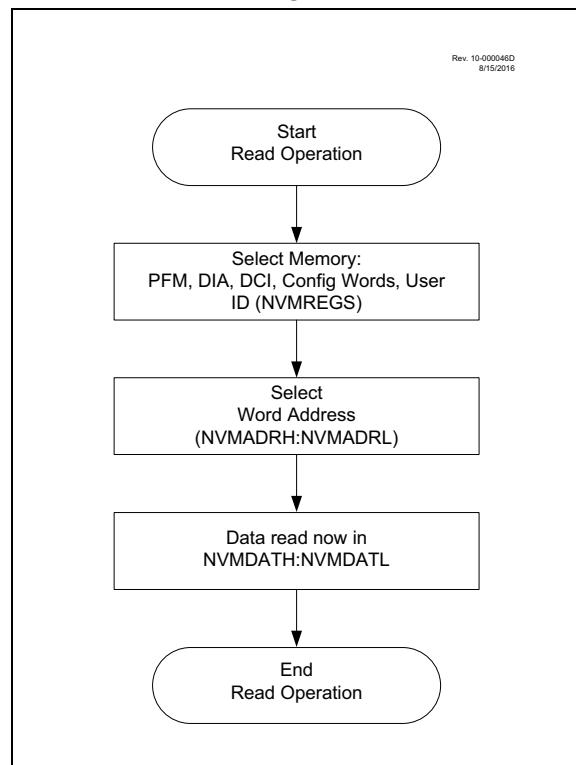 Rev. 10-000046D
8/15/2016
Start
Read Operation
Select Memory:
PFM, DIA, DCI, Config Words, User
ID (NVMREGS)
Select
Word Address
(NVMADRH:NVMADRL)
Data read now in
NVMDATH:NVMDATL
End
Read Operation